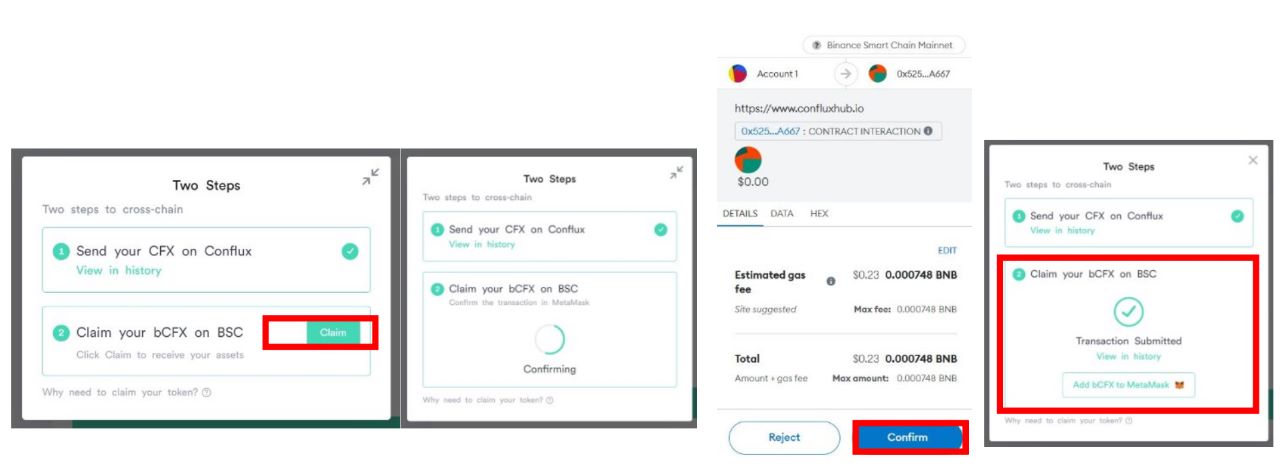 Two Steps
Two steps to cross-chain
1 Send your CFX on Conflux
View in history
2 Claim your bCFX on BSC
Claim
Click Claim to receive your assets
Why need to claim your token?
Two Steps
Two steps to cross-chain
1 Send your CFX on Conflux
View in history
2 Claim your bCFX on BSC
Confirm the transaction in MetaMask
Confirming
Why need to claim your token?
Binance Smart Chain Mainnet
Account 1
0x525...A667
https://www.confluxhub.io
0x525...A667 : CONTRACT INTERACTION
$0.00
DETAILS DATA HEX
EDIT
Estimated gas fee $0.23 0.000748 BNB
Site suggested Max fee: 0.000748 BNB
Total $0.23 0.000748 BNB
Amount + gas fee Max amount: 0.000748 BNB
Reject Confirm
Two Steps
Two steps to cross-chain
1 Send your CFX on Conflux
View in history
2 Claim your bCFX on BSC
Transaction Submitted
View in history
Add bCFX to MetaMask
Why need to claim your token?